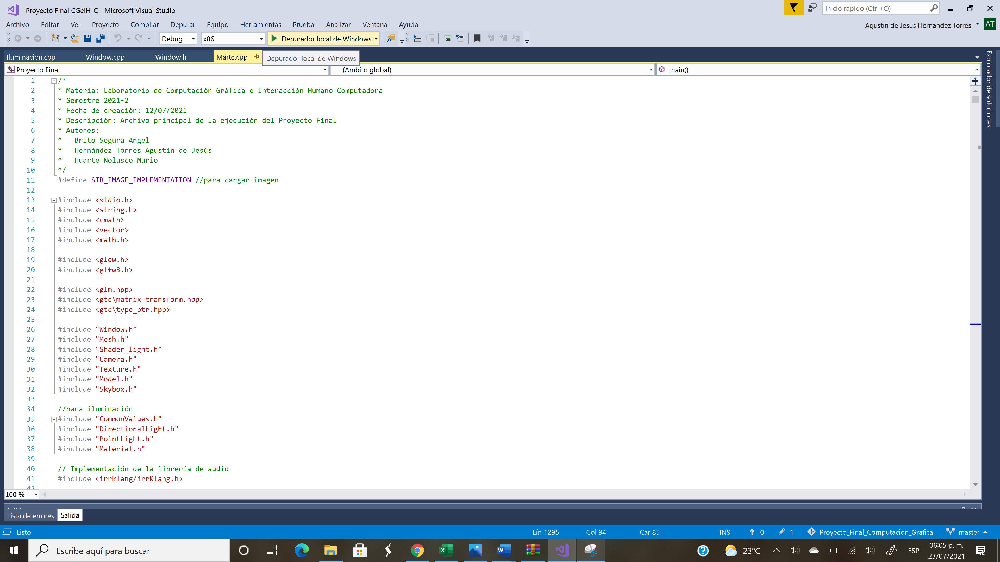 Proyecto Final CGeIH-C - Microsoft Visual Studio
Inicio rápido (Ctrl+Q)
Archivo Editar Ver Proyecto Compilar Depurar Equipo Herramientas Prueba Analizar Ventana Ayuda
Agustin de Jesus Hernandez Torres AT
Debug x86 Depurador local de Windows
Iluminacion.cpp Window.cpp Window.h Marte.cpp
Depurador local de Windows
Explorador de soluciones
Proyecto Final (Ámbito global) main()
1 /*
2 * Materia: Laboratorio de Computación Gráfica e Interacción Humano-Computadora
3 * Semestre 2021-2
4 * Fecha de creación: 12/07/2021
5 * Descripción: Archivo principal de la ejecución del Proyecto Final
6 * Autores:
7 * Brito Segura Angel
8 * Hernández Torres Agustín de Jesús
9 * Huarte Nolasco Mario
10 */
11 #define STB_IMAGE_IMPLEMENTATION //para cargar imagen
12
13 #include <stdio.h>
14 #include <string.h>
15 #include <cmath>
16 #include <vector>
17 #include <math.h>
18
19 #include <glew.h>
20 #include <glfw3.h>
21
22 #include <glm.hpp>
23 #include <gtc\matrix_transform.hpp>
24 #include <gtc\type_ptr.hpp>
25
26 #include "Window.h"
27 #include "Mesh.h"
28 #include "Shader_light.h"
29 #include "Camera.h"
30 #include "Texture.h"
31 #include "Model.h"
32 #include "Skybox.h"
33
34 //para iluminación
35 #include "CommonValues.h"
36 #include "DirectionalLight.h"
37 #include "PointLight.h"
38 #include "Material.h"
39
40 // Implementación de la librería de audio
41 #include <irrklang/irrKlang.h>
42
100 %
Lista de errores Salida
Listo Lín 1295 Col 94 Car 85 INS 0 1 Proyecto_Final_Computacion_Grafica master
Escribe aquí para buscar
23°C ESP 06:05 p. m.
23/07/2021